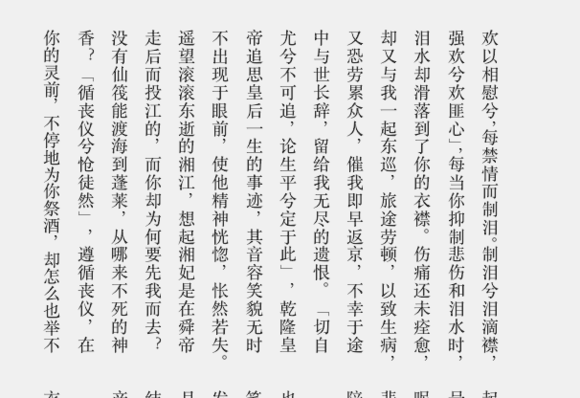 欢以相慰兮，每禁情而制泪。制泪兮泪滴襟，
强欢兮欢匪心」，每当你抑制悲伤和泪水时，
泪水却滑落到了你的衣襟。伤痛还未痊愈，
却又与我一起东巡，旅途劳顿，以致生病，
又恐劳累众人，催我即早返京，不幸于途
中与世长辞，留给我无尽的遗恨。「切自
尤兮不可追，论生平兮定于此」，乾隆皇
帝追思皇后一生的事迹，其音容笑貌无时
不出现于眼前，使他精神恍惚，怅然若失。
遥望滚滚东逝的湘江，想起湘妃是在舜帝
走后而投江的，而你却为何要先我而去？
没有仙筏能渡海到蓬莱，从哪来不死的神
香？「循丧仪兮怆徒然」，遵循丧仪，在
你的灵前，不停地为你祭酒，却怎么也举不